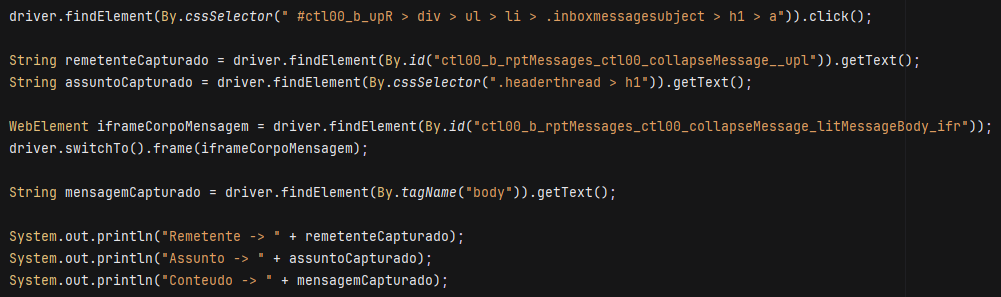 driver.findElement(By.cssSelector(" #ctl00_b_upR > div > ul > li > .inboxmessagesubject > h1 > a")).click();
String remetenteCapturado = driver.findElement(By.id("ctl00_b_rptMessages_ctl00_collapseMessage__upl")).getText();
String assuntoCapturado = driver.findElement(By.cssSelector(".headerthread > h1")).getText();
WebElement iframeCorpoMensagem = driver.findElement(By.id("ctl00_b_rptMessages_ctl00_collapseMessage_litMessageBody_ifr"));
driver.switchTo().frame(iframeCorpoMensagem);
String mensagemCapturado = driver.findElement(By.tagName("body")).getText();
System.out.println("Remetente -> " + remetenteCapturado);
System.out.println("Assunto -> " + assuntoCapturado);
System.out.println("Conteudo -> " + mensagemCapturado);